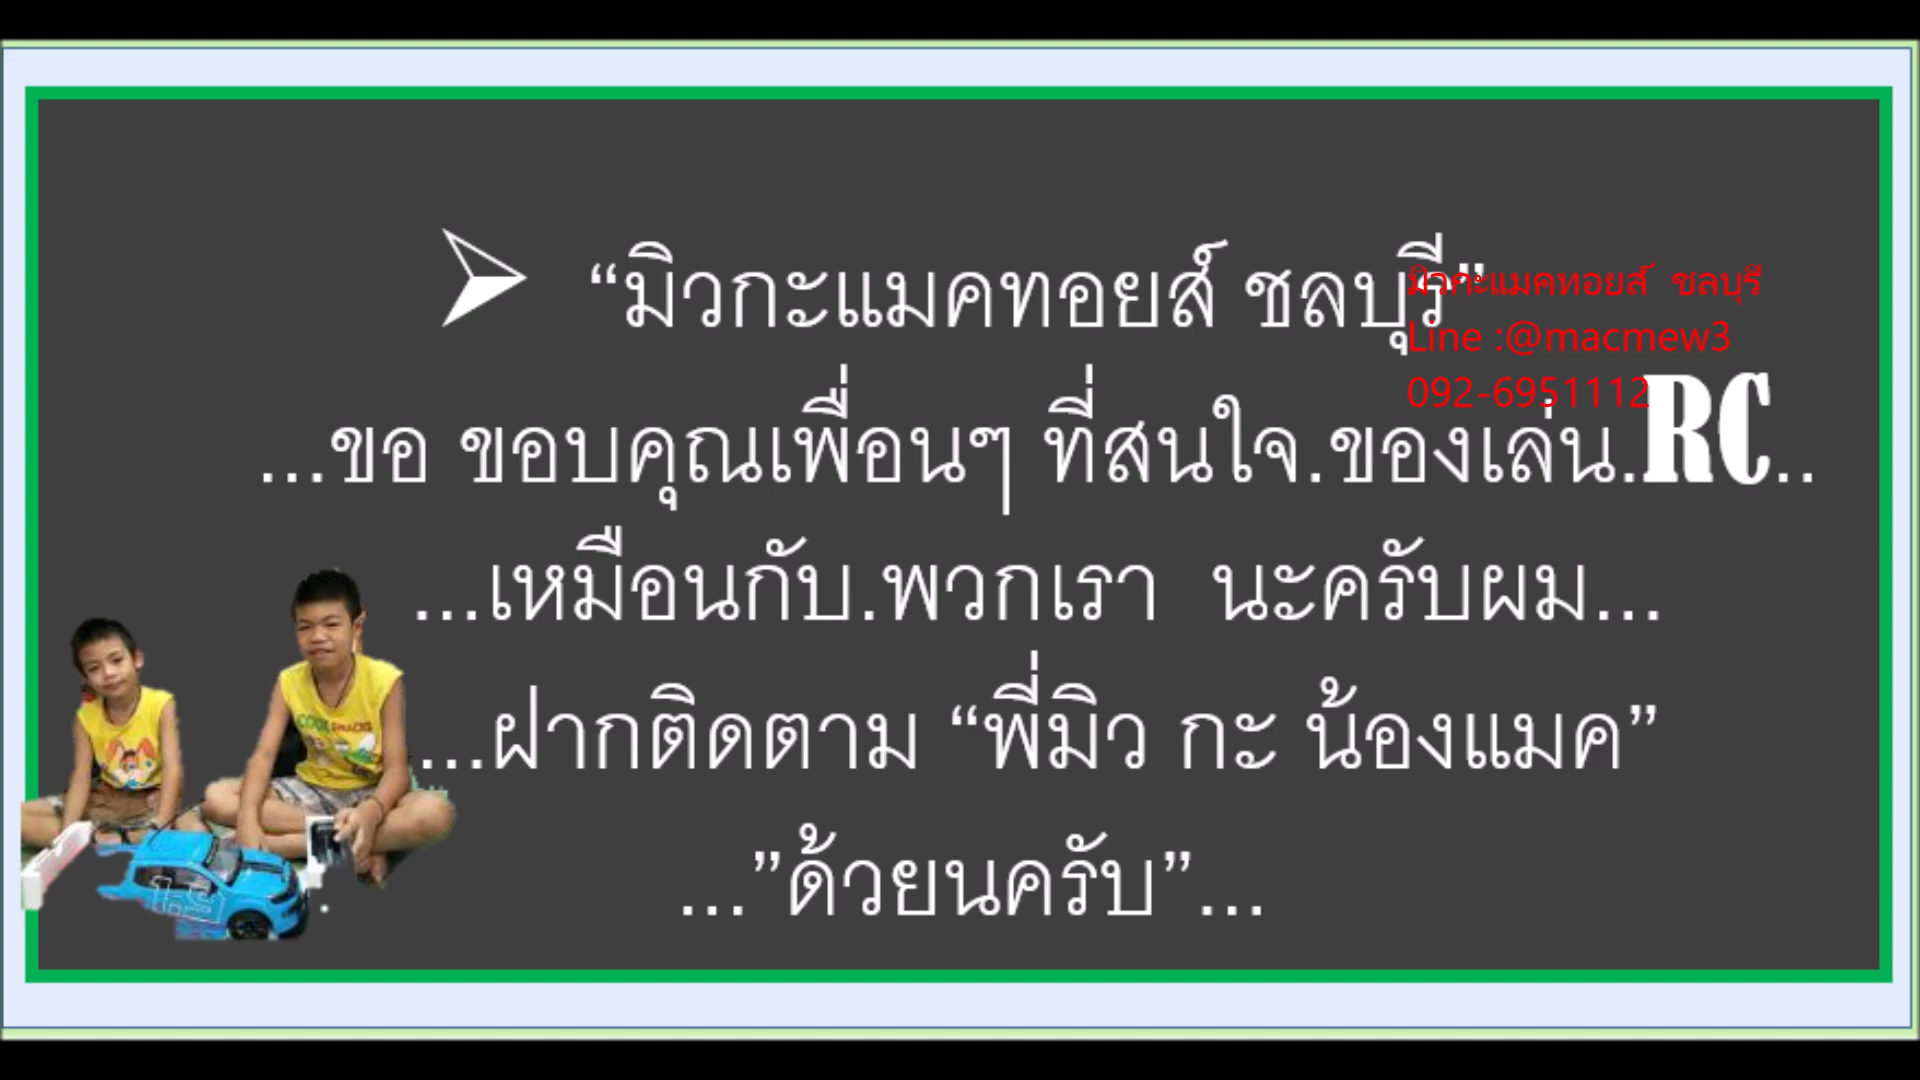 “มิวกะแมคทอยส์ ชลบุรี”
มิวกะแมคทอยส์ ชลบุรี
Line :@macmew3
092-6951112
...ขอ ขอบคุณเพื่อนๆ ที่สนใจ.ของเล่น.RC..
...เหมือนกับ.พวกเรา นะครับผม...
...ฝากติดตาม “พี่มิว กะ น้องแมค”
...”ด้วยนครับ”...